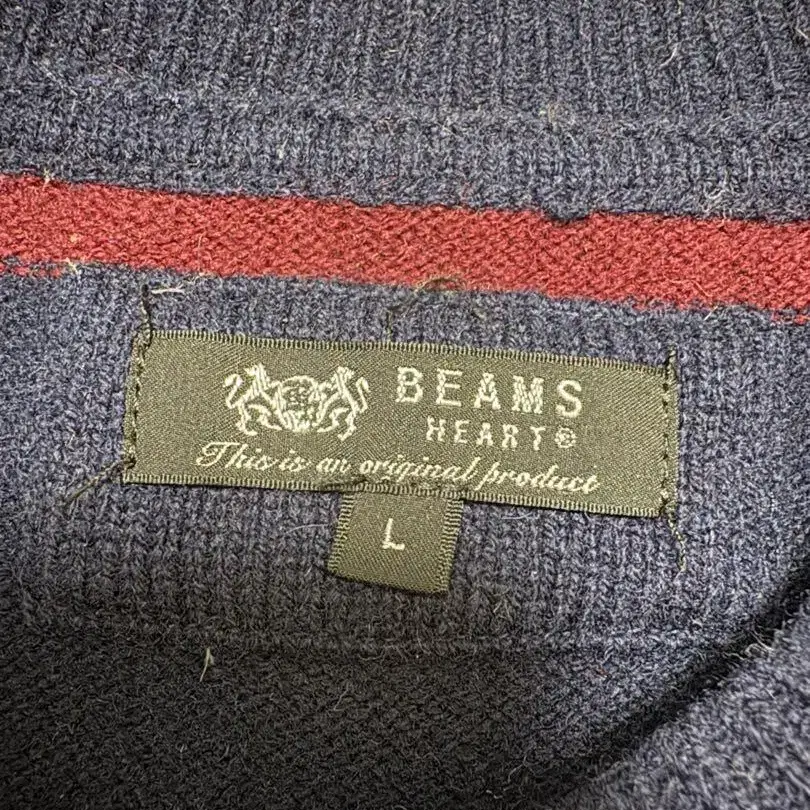 BEAMS
HEART®
This is an original product
L